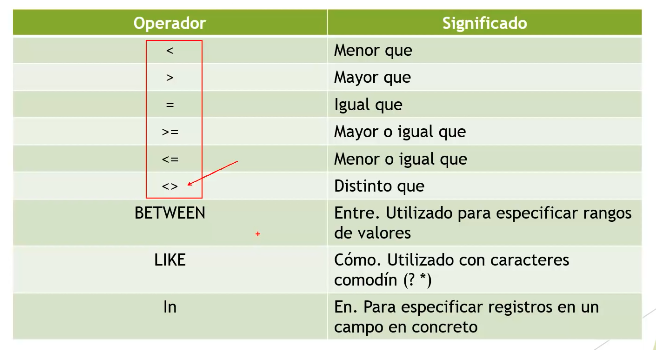 Operador Significado
< Menor que
> Mayor que
= Igual que
>= Mayor o igual que
<= Menor o igual que
<> Distinto que
BETWEEN Entre. Utilizado para especificar rangos
de valores
LIKE Cómo. Utilizado con caracteres
comodín (? *)
In En. Para especificar registros en un
campo en concreto